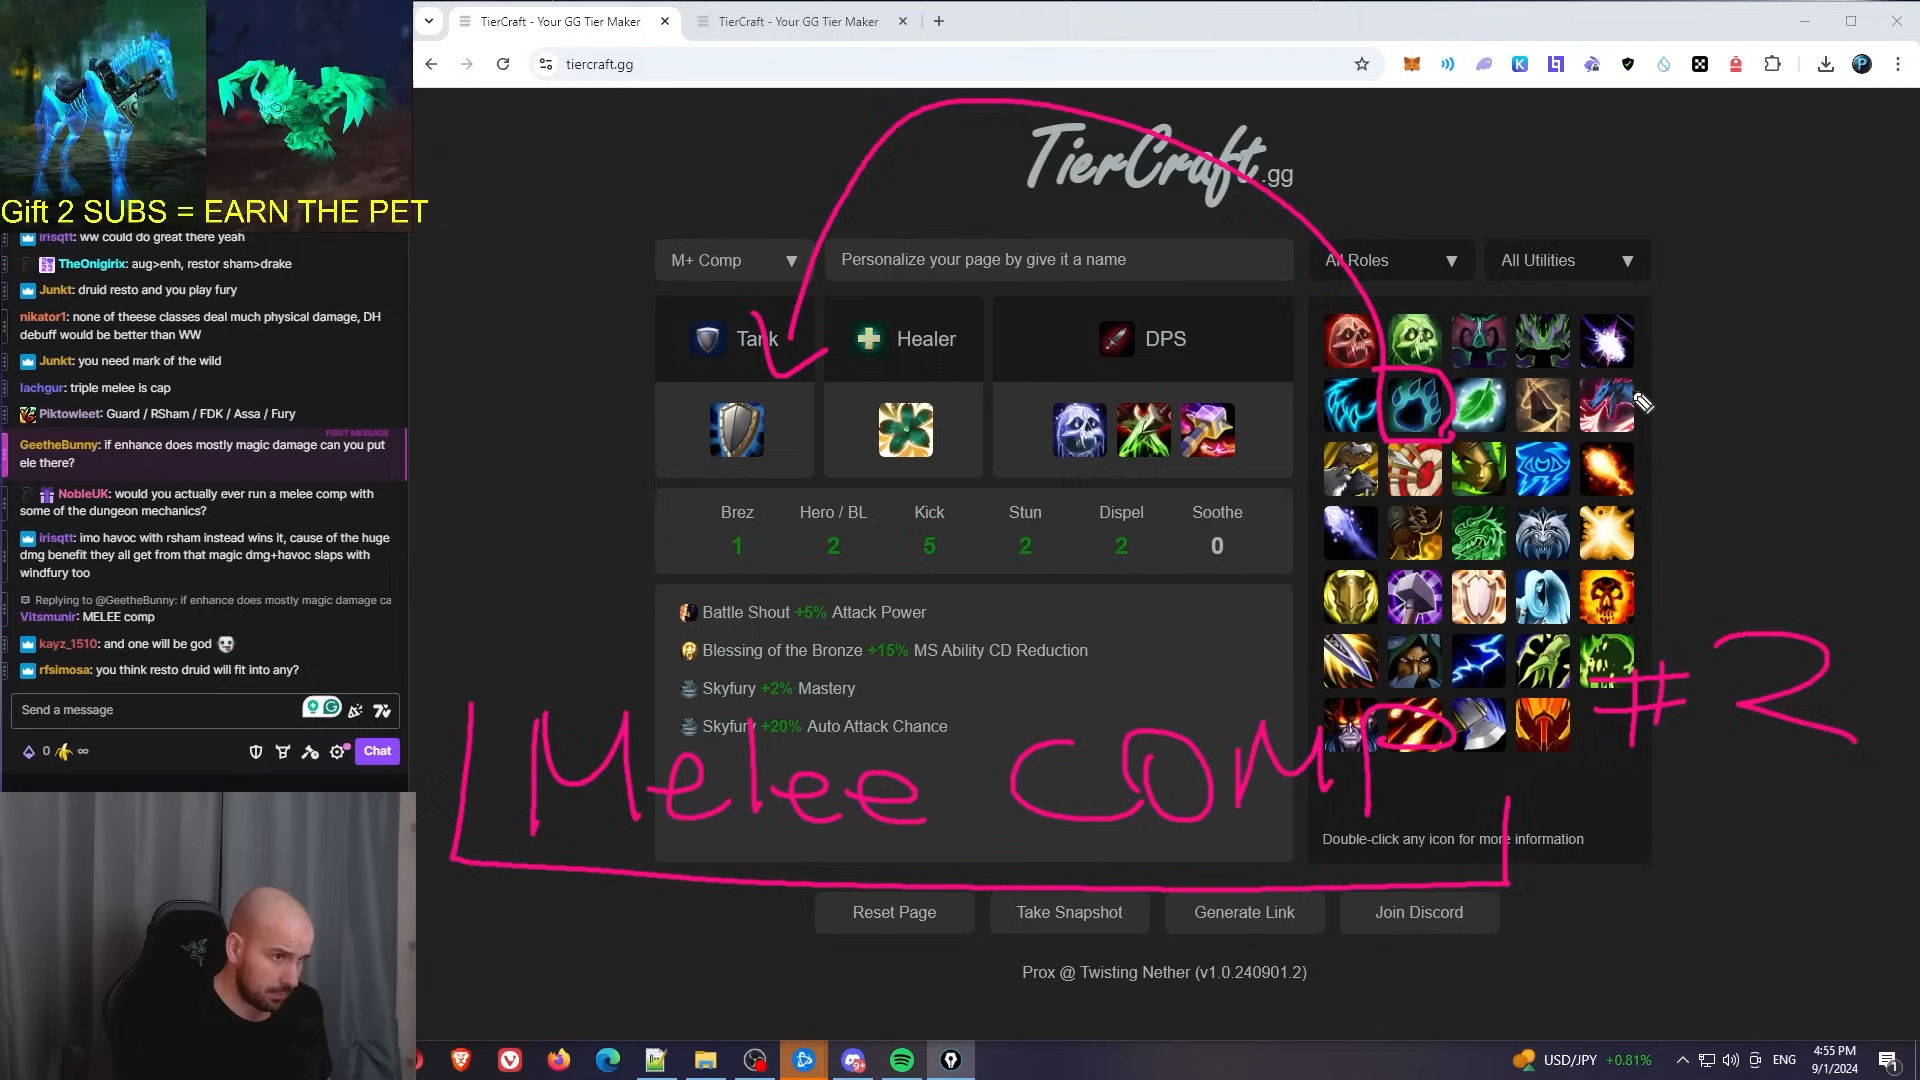 Gift 2 SUBS = EARN THE PET
irisqtt: ww could do great there yeah
TheOnigirix: aug>enh, restor sham>drake
Junkt: druid resto and you play fury
nikator1: none of theese classes deal much physical damage, DH
debuff would be better than WW
Junkt: you need mark of the wild
lachgur: triple melee is cap
Piktowleet: Guard / RSham / FDK / Assa / Fury
FIRST MESSAGE
GeetheBunny: if enhance does mostly magic damage can you put
ele there?
NobleUK: would you actually ever run a melee comp with
some of the dungeon mechanics?
irisqtt: imo havoc with rsham instead wins it, cause of the huge
dmg benefit they all get from that magic dmg+havoc slaps with
windfury too
Replying to @GeetheBunny: if enhance does mostly magic damage ca
Vitsmunir: MELEE comp
kayz_1510: and one will be god
rfsimosa: you think resto druid will fit into any?
Send a message
0 ∞
Chat
TierCraft - Your GG Tier Maker
TierCraft - Your GG Tier Maker
tiercraft.gg
TierCraft.gg
M+ Comp
Personalize your page by give it a name
All Roles
All Utilities
Tank
Healer
DPS
Brez Hero / BL Kick Stun Dispel Soothe
1 2 5 2 2 0
Battle Shout +5% Attack Power
Blessing of the Bronze +15% MS Ability CD Reduction
Skyfury +2% Mastery
Skyfury +20% Auto Attack Chance
Melee COMP
#2
Double-click any icon for more information
Reset Page
Take Snapshot
Generate Link
Join Discord
Prox @ Twisting Nether (v1.0.240901.2)
USD/JPY +0.81%
ENG
4:55 PM
9/1/2024